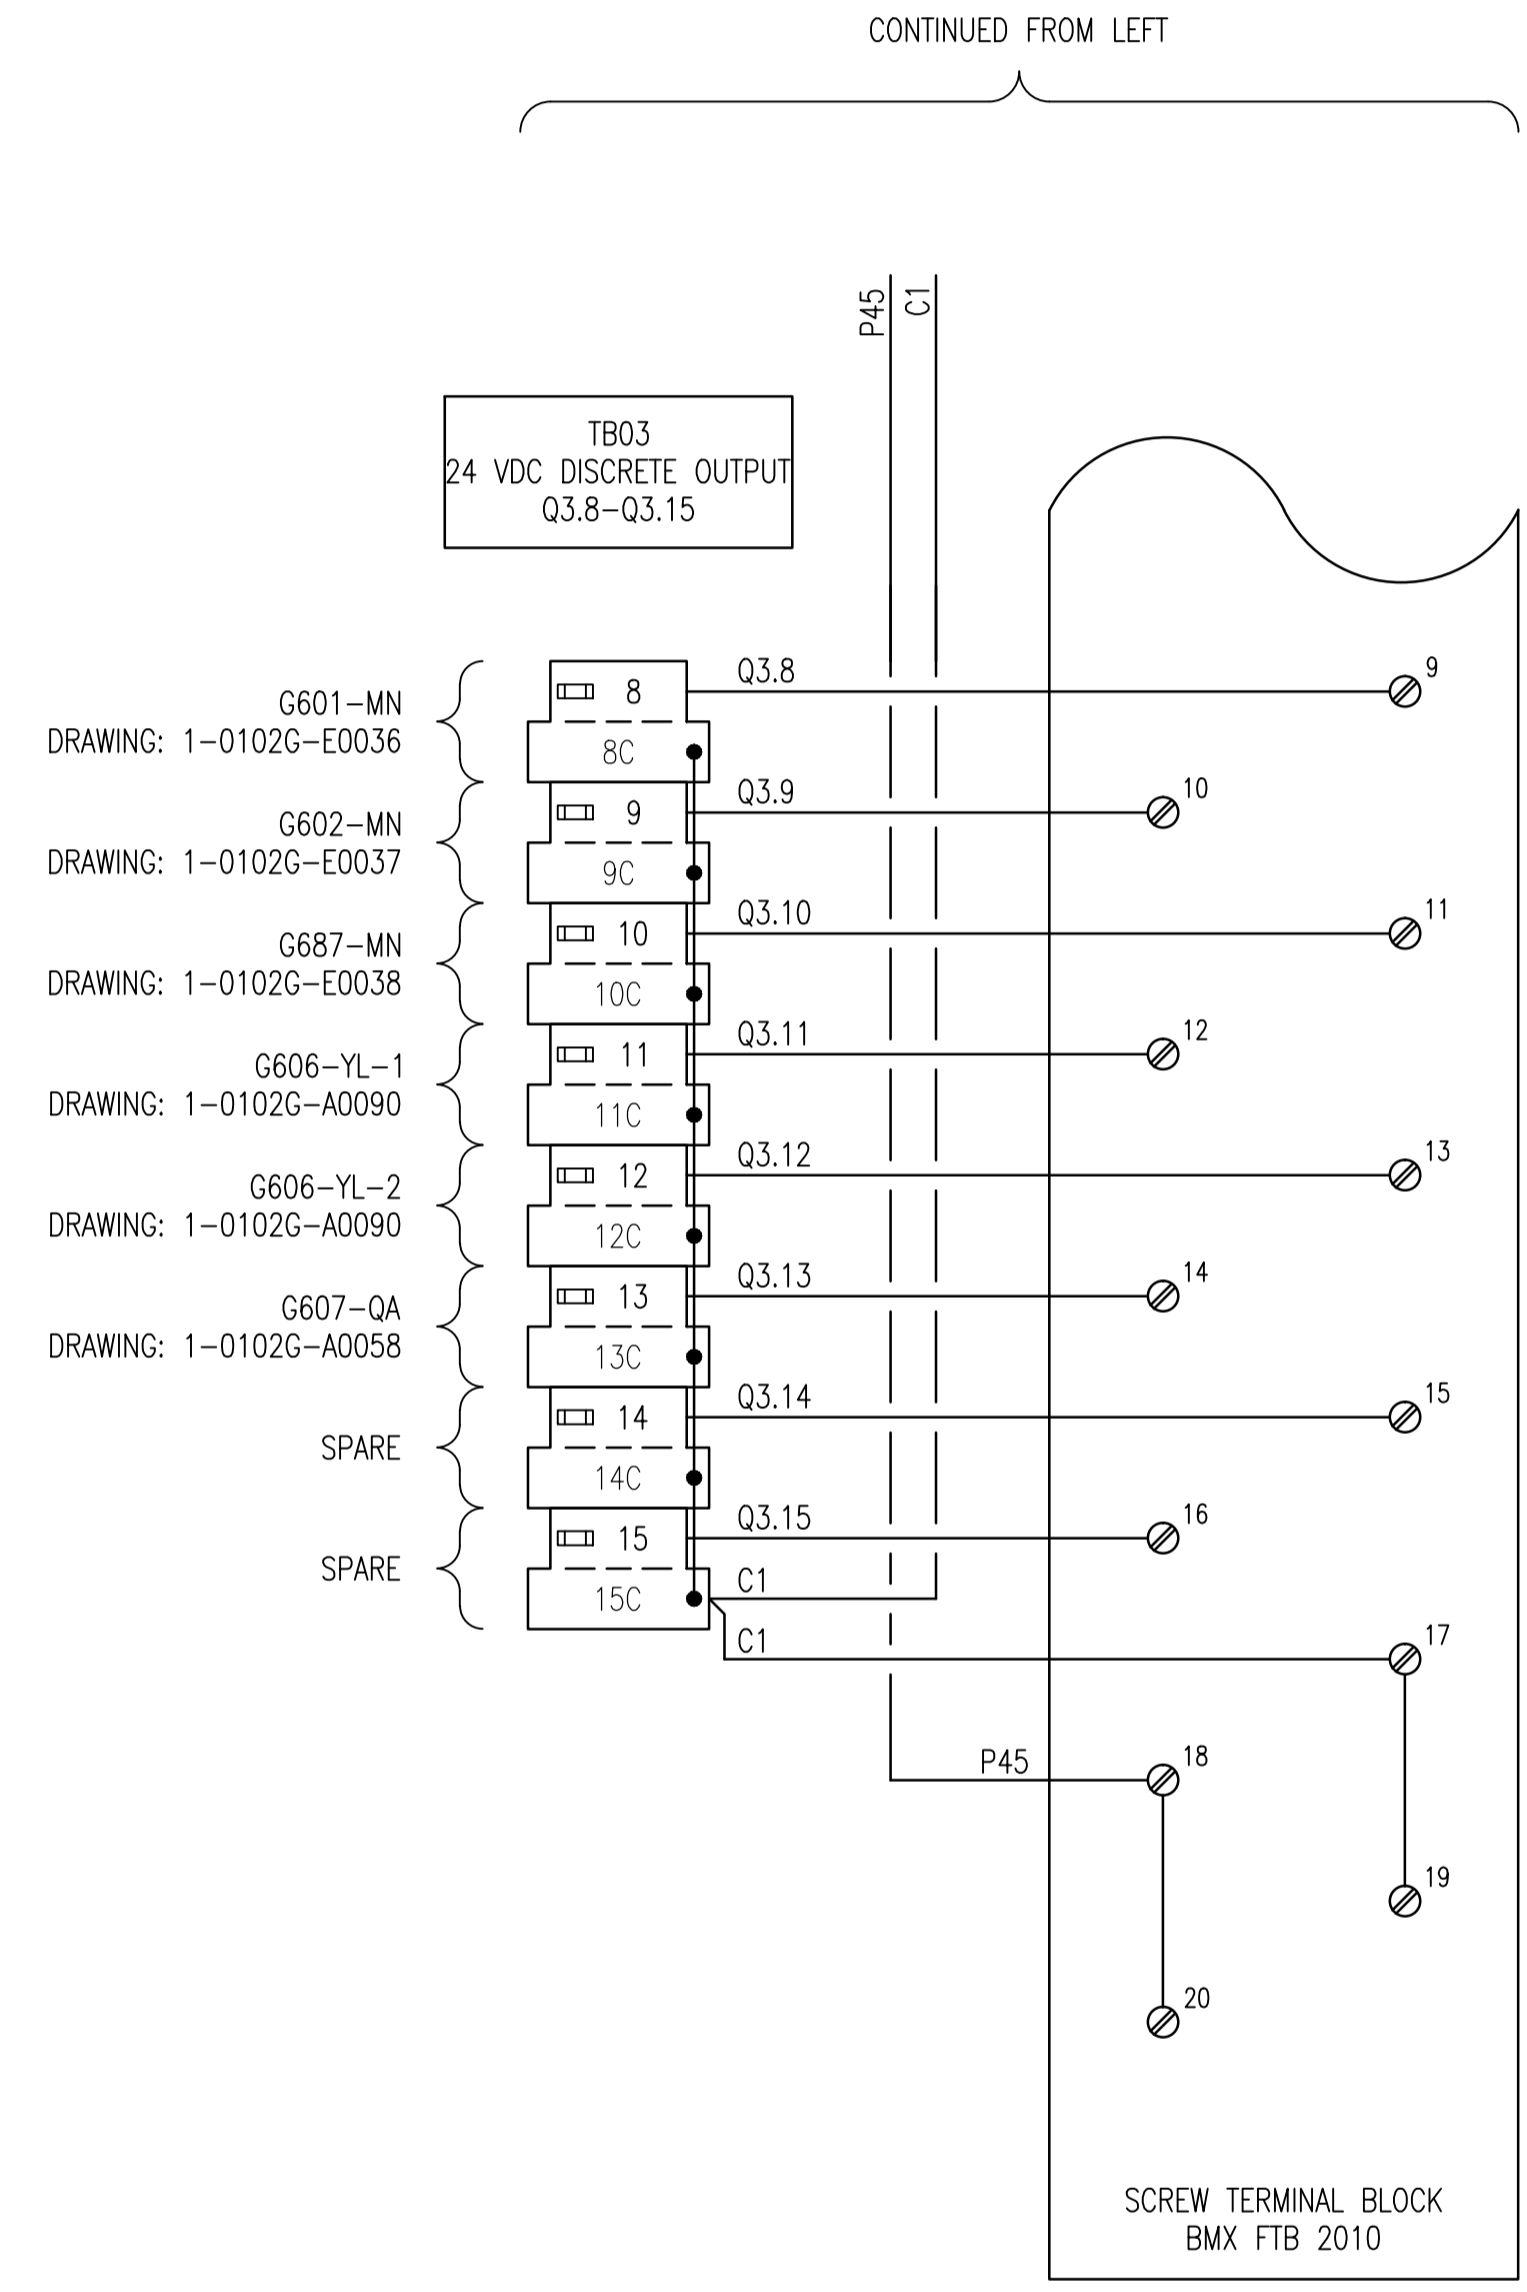 CONTINUED FROM LEFT
P45
C1
TB03
24 VDC DISCRETE OUTPUT
Q3.8-Q3.15
G601-MN
DRAWING: 1-0102G-E0036
8
8C
Q3.8
9
G602-MN
DRAWING: 1-0102G-E0037
9
9C
Q3.9
10
G687-MN
DRAWING: 1-0102G-E0038
10
10C
Q3.10
11
G606-YL-1
DRAWING: 1-0102G-A0090
11
11C
Q3.11
12
G606-YL-2
DRAWING: 1-0102G-A0090
12
12C
Q3.12
13
G607-QA
DRAWING: 1-0102G-A0058
13
13C
Q3.13
14
SPARE
14
14C
Q3.14
15
SPARE
15
15C
Q3.15
16
C1
C1
17
P45
18
19
20
SCREW TERMINAL BLOCK
BMX FTB 2010